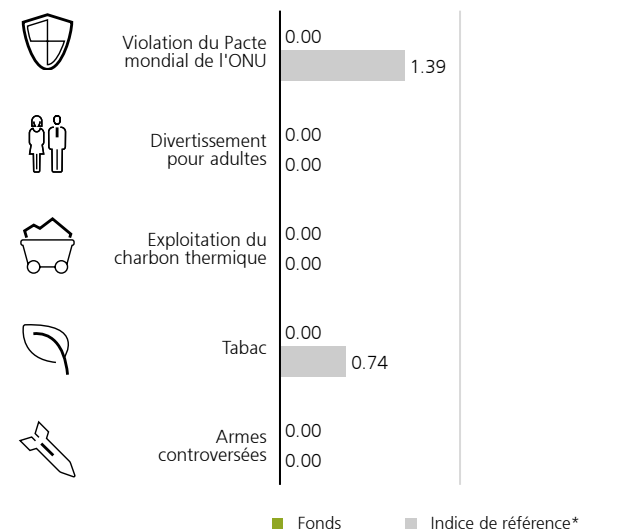 Violation du Pacte
mondial de l'ONU
0.00
1.39
Divertissement
pour adultes
0.00
0.00
Exploitation du
charbon thermique
0.00
0.00
Tabac
0.00
0.74
Armes
controversées
0.00
0.00
Fonds
Indice de référence*